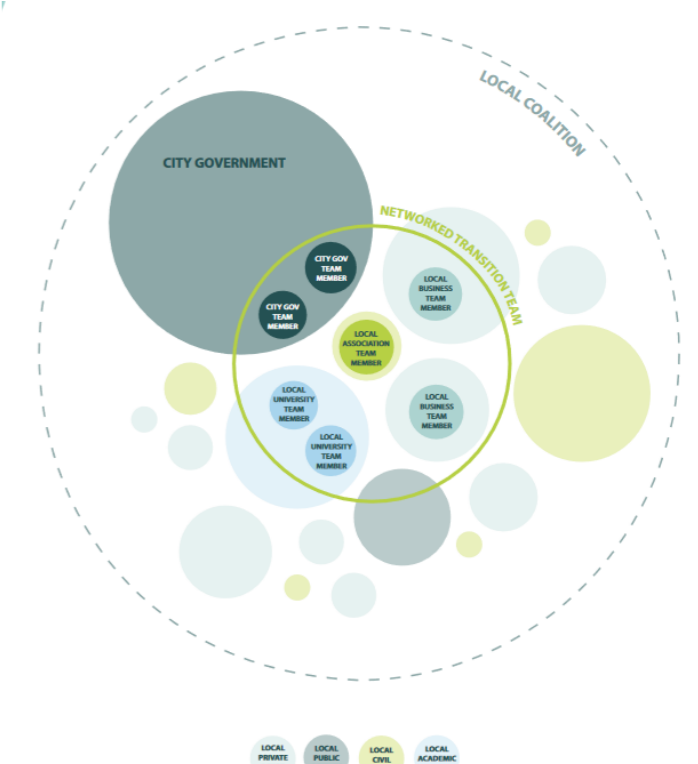 LOCAL COALITION
CITY GOVERNMENT
NETWORKED TRANSITION TEAM
CITY GOV
TEAM
MEMBER
CITY GOV
TEAM
MEMBER
LOCAL
BUSINESS
TEAM
MEMBER
LOCAL
ASSOCIATION
TEAM
MEMBER
LOCAL
UNIVERSITY
TEAM
MEMBER
LOCAL
UNIVERSITY
TEAM
MEMBER
LOCAL
BUSINESS
TEAM
MEMBER
LOCAL
PRIVATE
LOCAL
PUBLIC
LOCAL
CIVIL
LOCAL
ACADEMIC